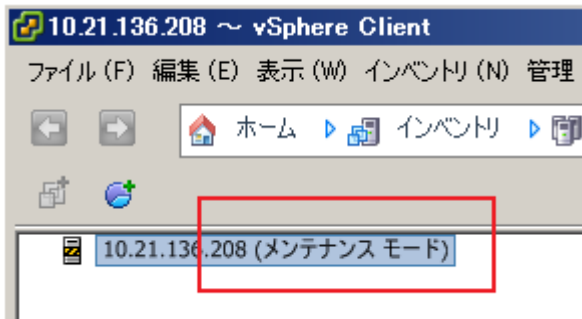 10.21.136.208 ～ vSphere Client
ファイル(F) 編集(E) 表示(W) インベントリ(N) 管理
ホーム インベントリ
10.21.136.208 (メンテナンス モード)